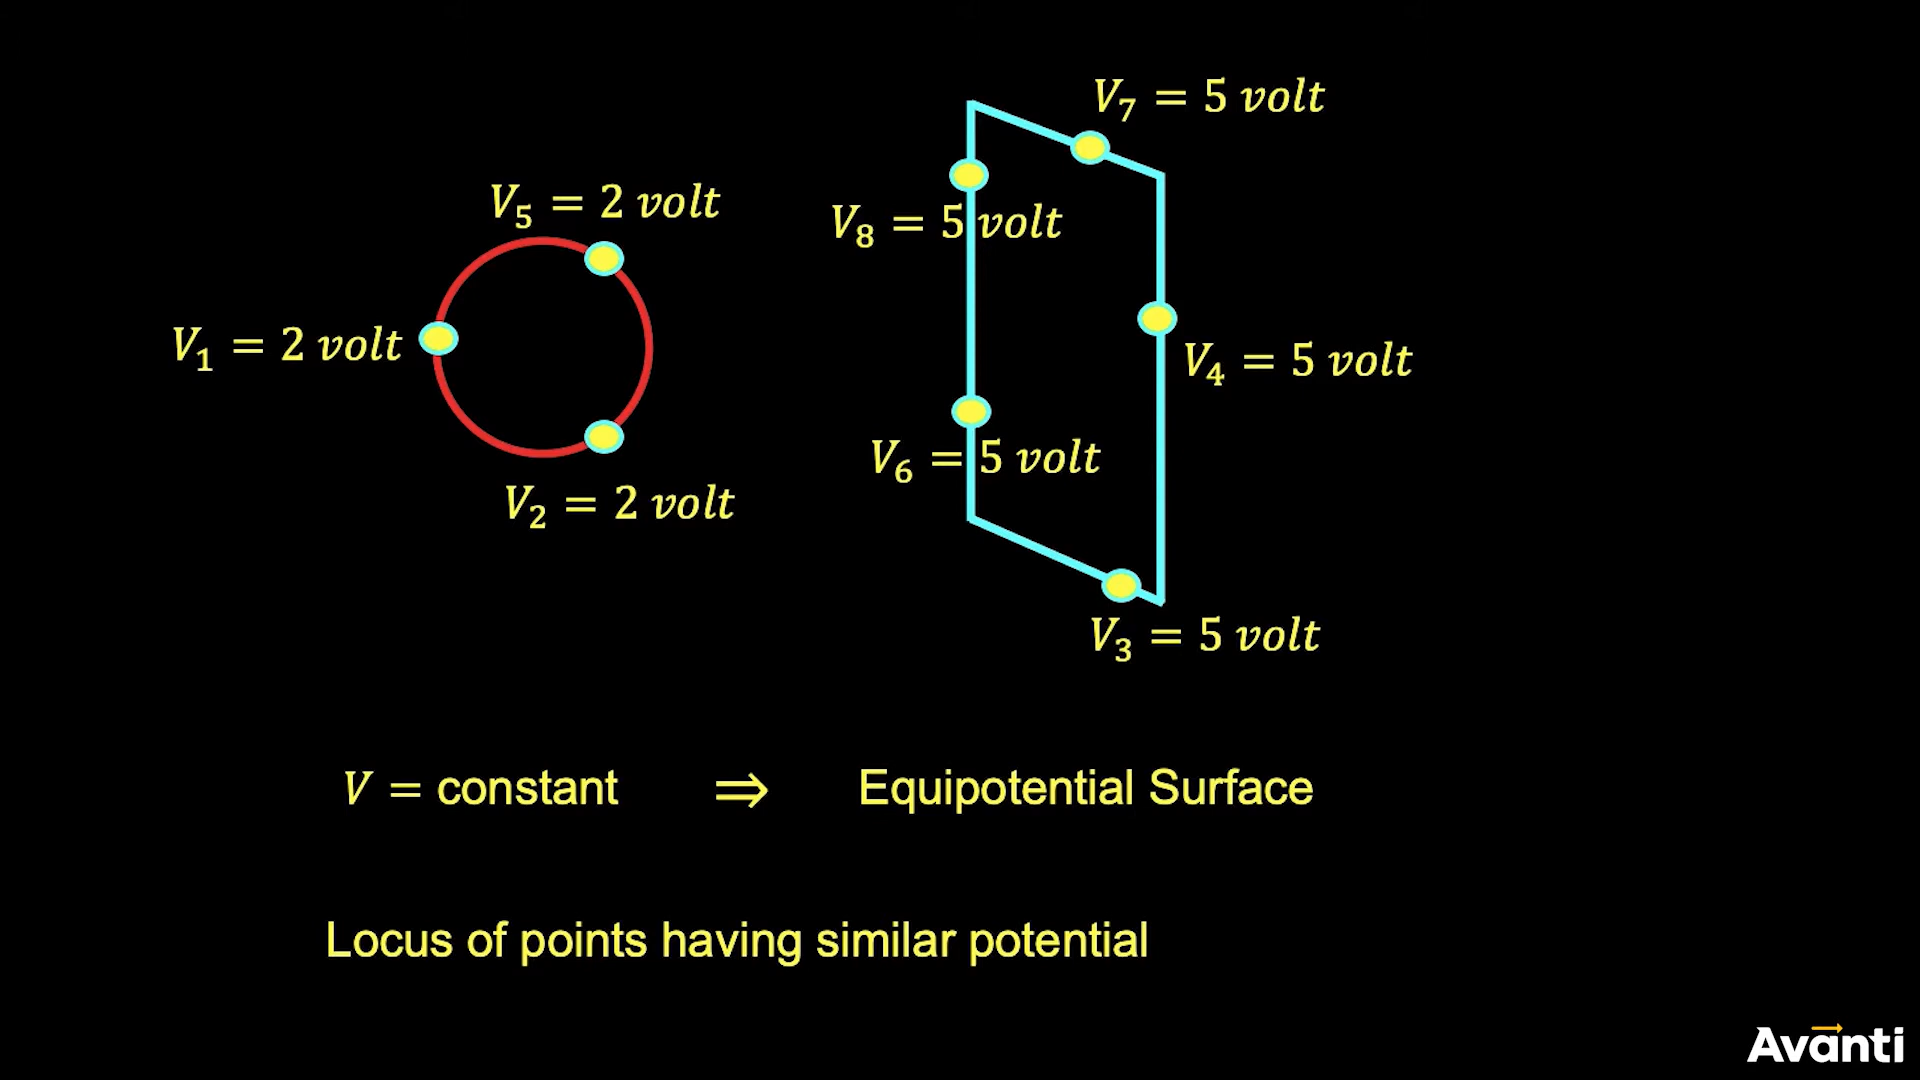 V₇ = 5 volt
V₅ = 2 volt
V₈ = 5 volt
V₁ = 2 volt
V₄ = 5 volt
V₆ = 5 volt
V₂ = 2 volt
V₃ = 5 volt
V = constant ⇒ Equipotential Surface
Locus of points having similar potential
Avanti